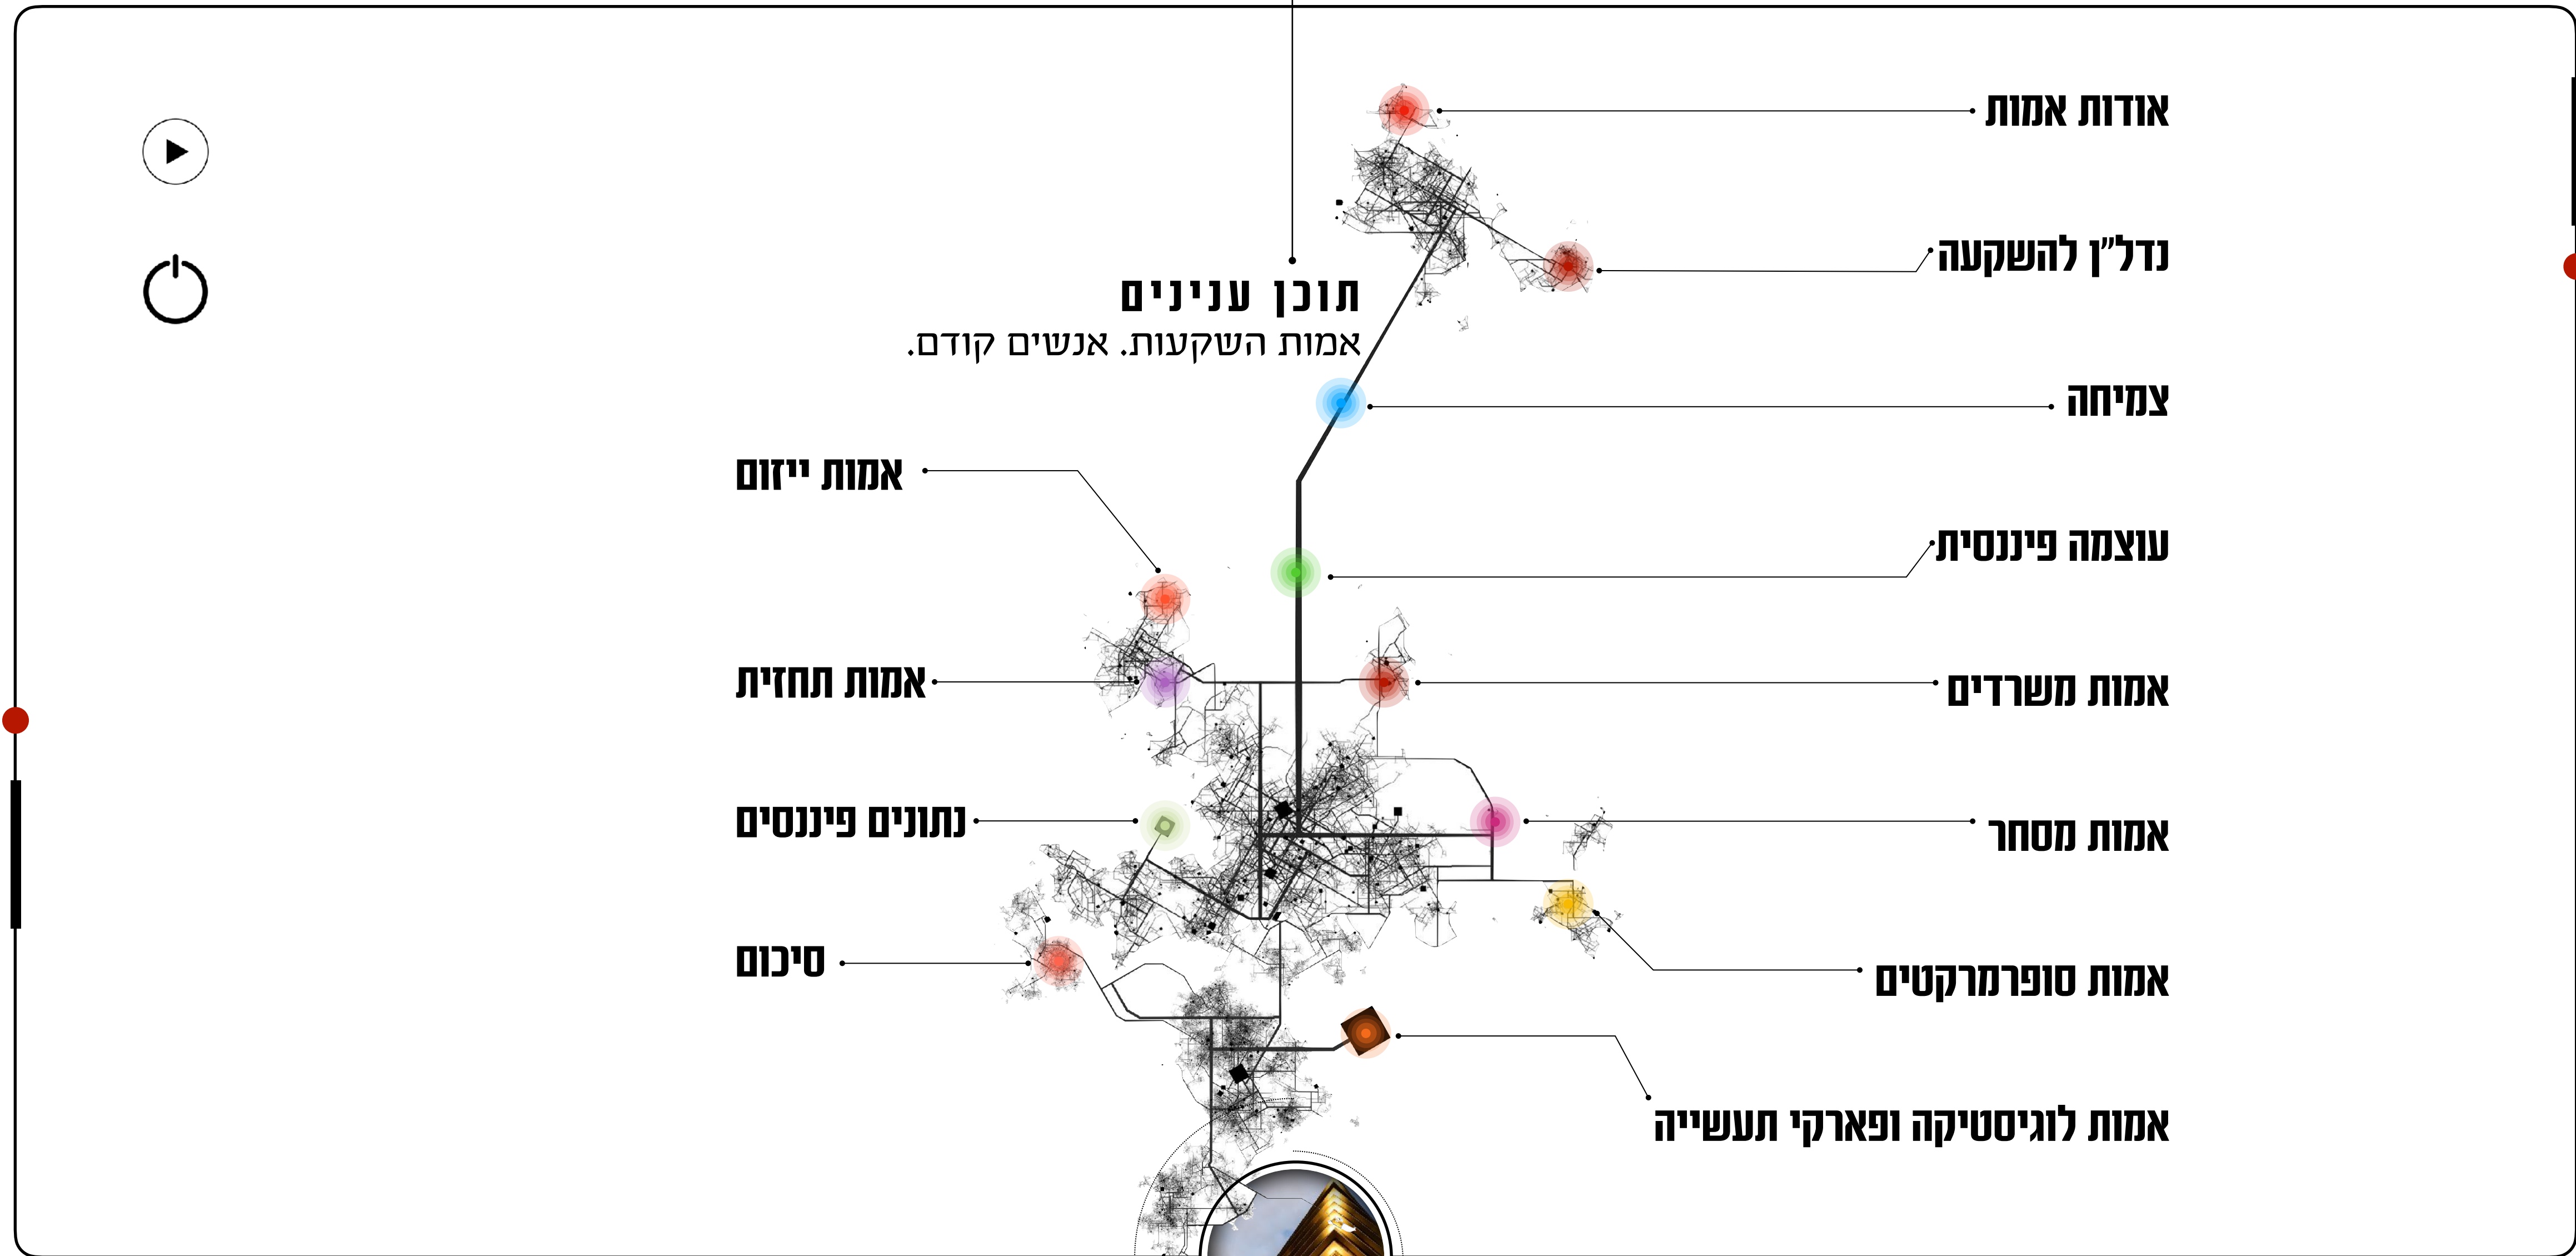 תוכן ענינים
אמות השקעות. אנשים קודם.
אודות אמות
נדל״ן להשקעה
צמיחה
עוצמה פיננסית
אמות משרדים
אמות מסחר
אמות סופרמרקטים
אמות לוגיסטיקה ופארקי תעשייה
אמות ייזום
אמות תחזית
נתונים פיננסים
סיכום